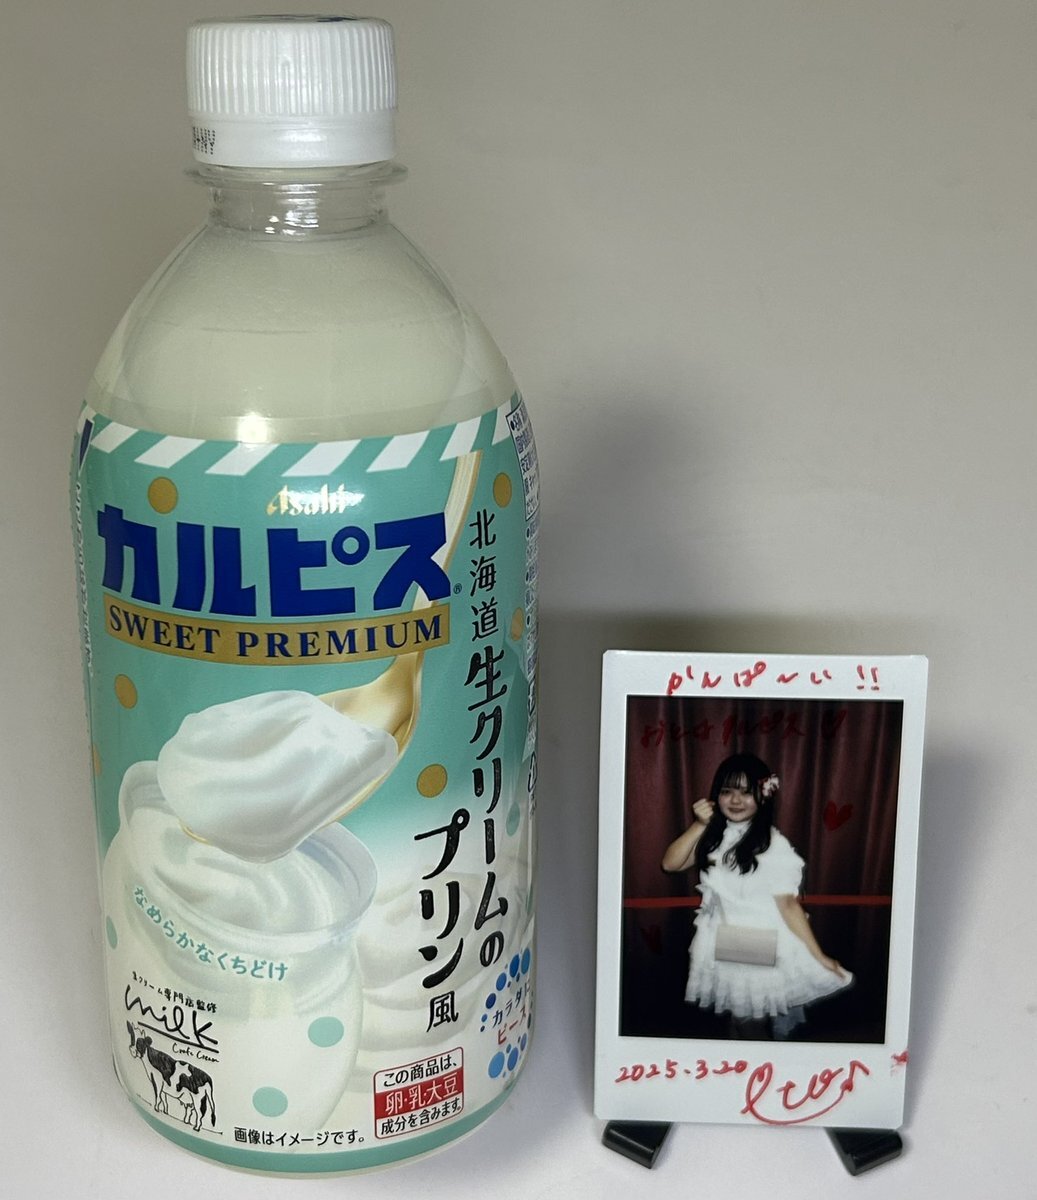 Asahi
カルピス®
SWEET PREMIUM
北海道生クリームの
プリン風
なめらかなくちどけ
生クリーム専門店監修
Milk
Craft Cream
カラダに
ピース
この商品は、
卵・乳・大豆
成分を含みます。
画像はイメージです。
かんぱーい!!
2025.3.20